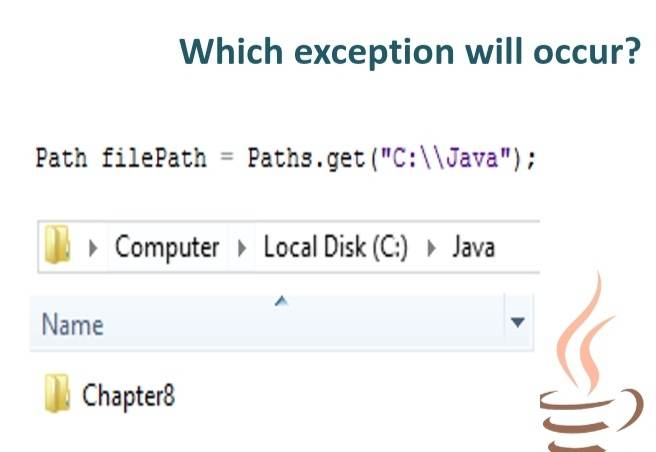 Which exception will occur?
Path filePath = Paths.get("C:\\Java");
Computer Local Disk (C:) Java
Name
Chapter8